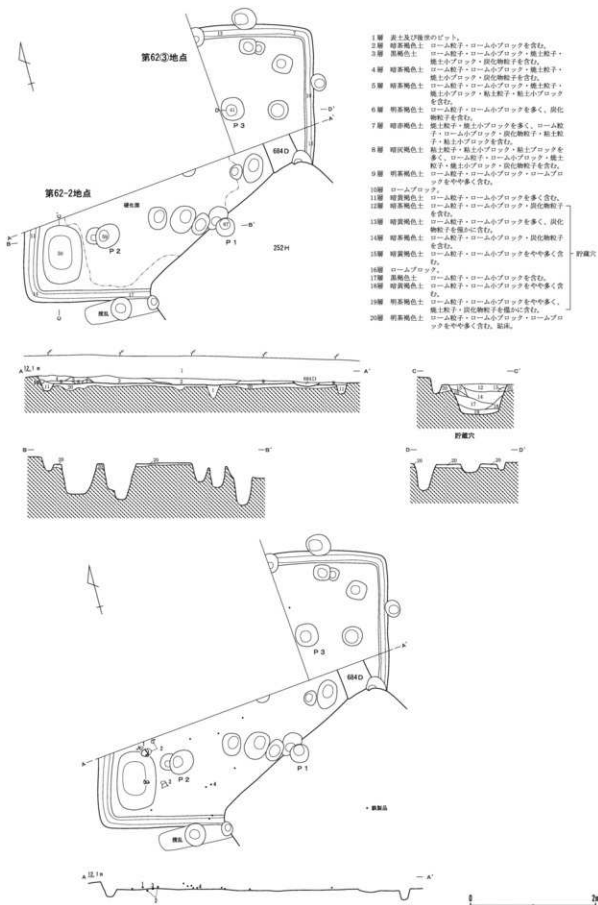 第62③地点
第62-2地点
硬化面
P 3
P 2
P 1
684D
252H
攪乱
D
D'
A
A'
B
B'
C
C'
1層 表土及び後世のピット。
2層 暗茶褐色土 ローム粒子・ローム小ブロックを含む。
3層 黒褐色土 ローム粒子・ローム小ブロック・焼土粒子・
焼土小ブロック・炭化物粒子を含む。
4層 暗茶褐色土 ローム粒子・ローム小ブロック・焼土粒子・
焼土小ブロック・炭化物粒子を含む。
5層 暗茶褐色土 ローム粒子・ローム小ブロック・焼土粒子・
焼土小ブロック・粘土粒子・粘土小ブロック
を含む。
6層 明茶褐色土 ローム粒子・ローム小ブロックを多く、炭化
物粒子を含む。
7層 暗赤褐色土 焼土粒子・焼土小ブロックを多く、ローム粒
子・ローム小ブロック・炭化物粒子・粘土粒
子・粘土小ブロックを含む。
8層 暗灰褐色土 粘土粒子・粘土小ブロック・粘土ブロックを
多く、ローム粒子・ローム小ブロック・焼土
粒子・焼土小ブロック・炭化物粒子を含む。
9層 明茶褐色土 ローム粒子・ローム小ブロック・ロームブロ
ックをやや多く含む。
10層 ロームブロック。
11層 暗黄褐色土 ローム粒子・ローム小ブロックを多く含む。
12層 暗茶褐色土 ローム粒子・ローム小ブロック・炭化物粒子
を含む。
13層 暗黄褐色土 ローム粒子・ローム小ブロックを多く、炭化
物粒子を僅かに含む。
14層 暗茶褐色土 ローム粒子・ローム小ブロック・炭化物粒子
を含む。
15層 暗黄褐色土 ローム粒子・ローム小ブロックをやや多く含
む。
16層 ロームブロック。
17層 黒褐色土 ローム粒子・ローム小ブロックを含む。
18層 暗黄褐色土 ローム粒子・ローム小ブロックをやや多く含
む。
19層 明茶褐色土 ローム粒子・ローム小ブロックをやや多く、
焼土粒子・炭化物粒子を僅かに含む。
20層 明茶褐色土 ローム粒子・ローム小ブロック・ロームブロ
ックをやや多く含む。貼床。
貯蔵穴
A 12.1m
A'
1
684D
C
C'
12
14
17
貯蔵穴
B
B'
20
20
D
D'
20
20
20
P 3
684D
A'
A
P 2
P 1
攪乱
• 鉄製品
A 12.1m
A'
0
2m